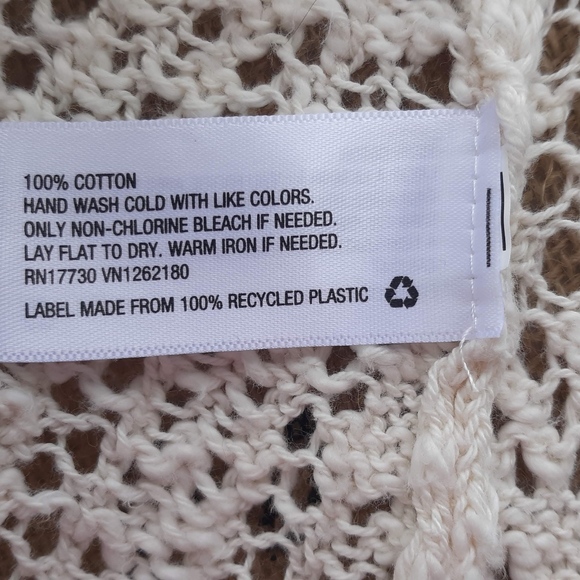 100% COTTON
HAND WASH COLD WITH LIKE COLORS.
ONLY NON-CHLORINE BLEACH IF NEEDED.
LAY FLAT TO DRY. WARM IRON IF NEEDED.
RN17730 VN1262180
LABEL MADE FROM 100% RECYCLED PLASTIC